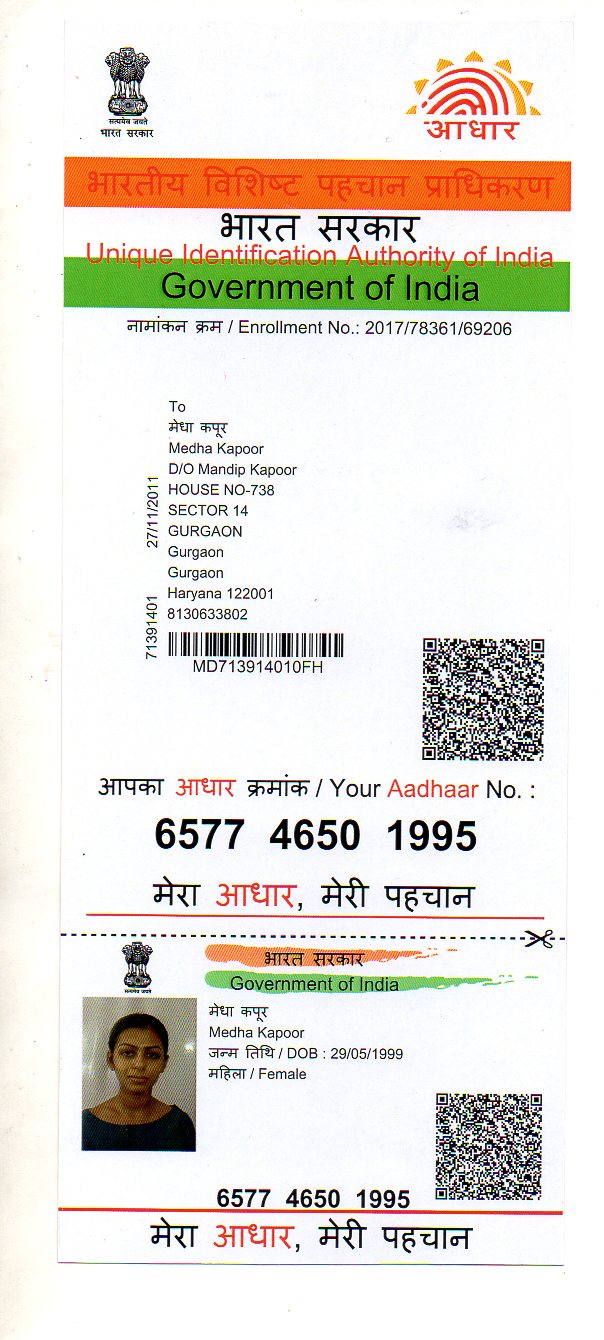 सत्यमेव जयते
भारत सरकार
आधार
भारतीय विशिष्ट पहचान प्राधिकरण
भारत सरकार
Unique Identification Authority of India
Government of India
नामांकन क्रम / Enrollment No.: 2017/78361/69206
To
मेधा कपूर
Medha Kapoor
D/O Mandip Kapoor
HOUSE NO-738
SECTOR 14
GURGAON
Gurgaon
Gurgaon
Haryana 122001
8130633802
71391401 27/11/2011
MD713914010FH
आपका आधार क्रमांक / Your Aadhaar No. :
6577 4650 1995
मेरा आधार, मेरी पहचान
सत्यमेव जयते
भारत सरकार
Government of India
मेधा कपूर
Medha Kapoor
जन्म तिथि / DOB : 29/05/1999
महिला / Female
6577 4650 1995
मेरा आधार, मेरी पहचान